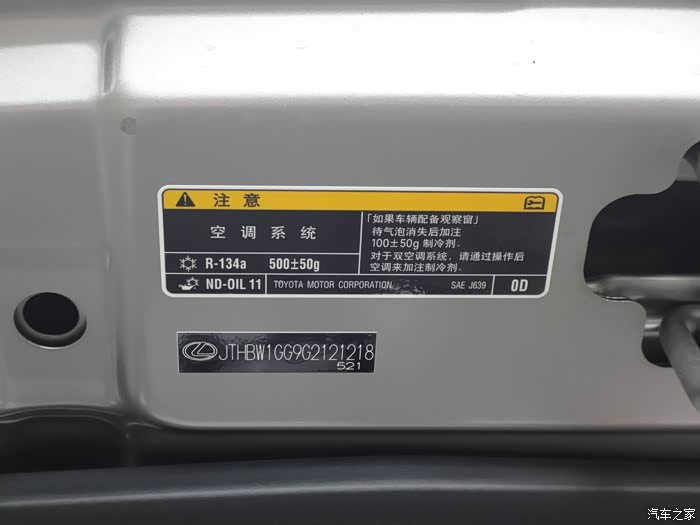 注意
空调系统
R-134a 500±50g
ND-OIL 11
「如果车辆配备观察窗」
待气泡消失后加注
100±50g 制冷剂.
对于双空调系统, 请通过操作后
空调来加注制冷剂.
TOYOTA MOTOR CORPORATION SAE J639 0D
JTHBW1GG9G2121218
521
汽车之家